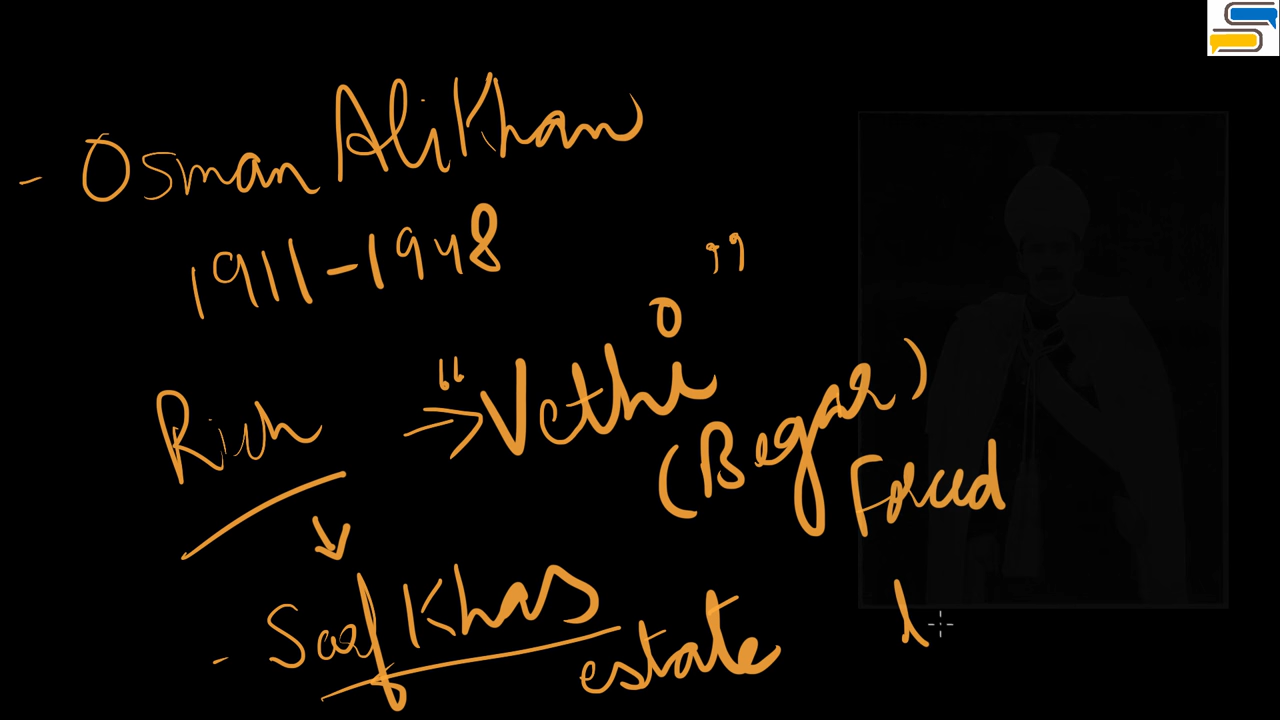 - Osman Ali Khan
1911-1948
Rich → "Vethi"
(Begar)
Forced
↓
- Sarf Khas
estate
l